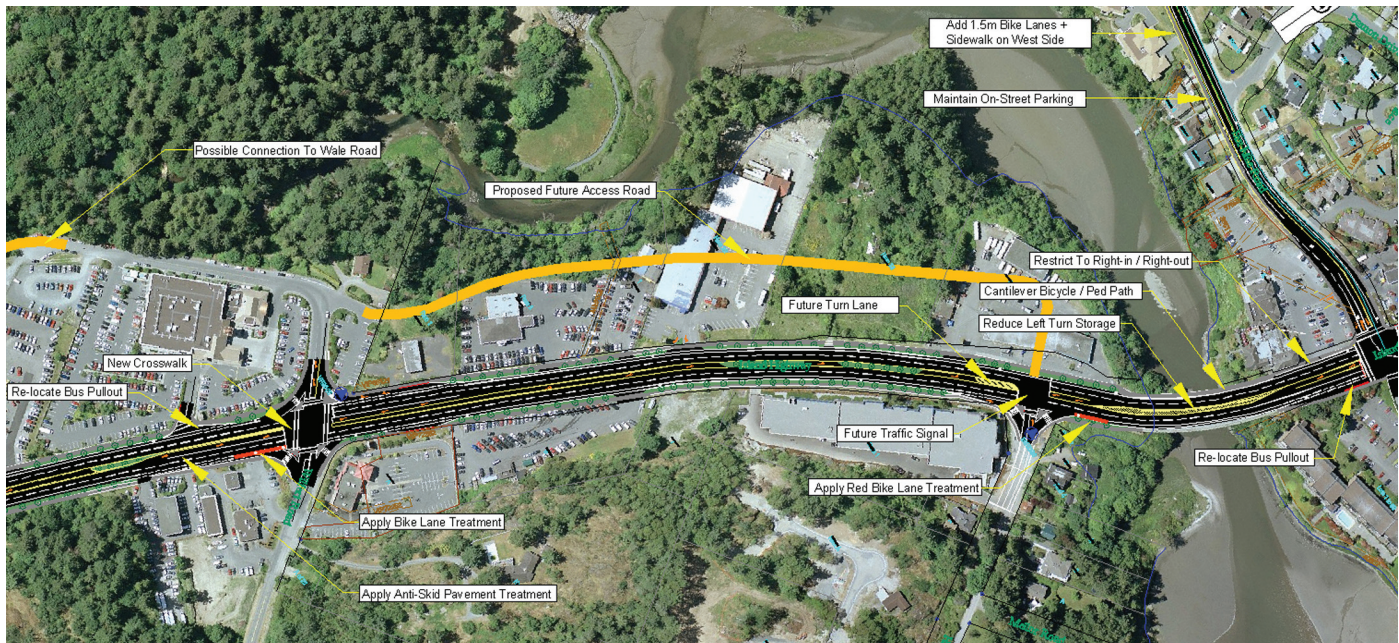 Add 1.5m Bike Lanes +
Sidewalk on West Side
Maintain On-Street Parking
Possible Connection To Wale Road
Proposed Future Access Road
Restrict To Right-in / Right-out
Cantilever Bicycle / Ped Path
Future Turn Lane
Reduce Left Turn Storage
New Crosswalk
Re-locate Bus Pullout
Future Traffic Signal
Re-locate Bus Pullout
Apply Red Bike Lane Treatment
Apply Bike Lane Treatment
Apply Anti-Skid Pavement Treatment